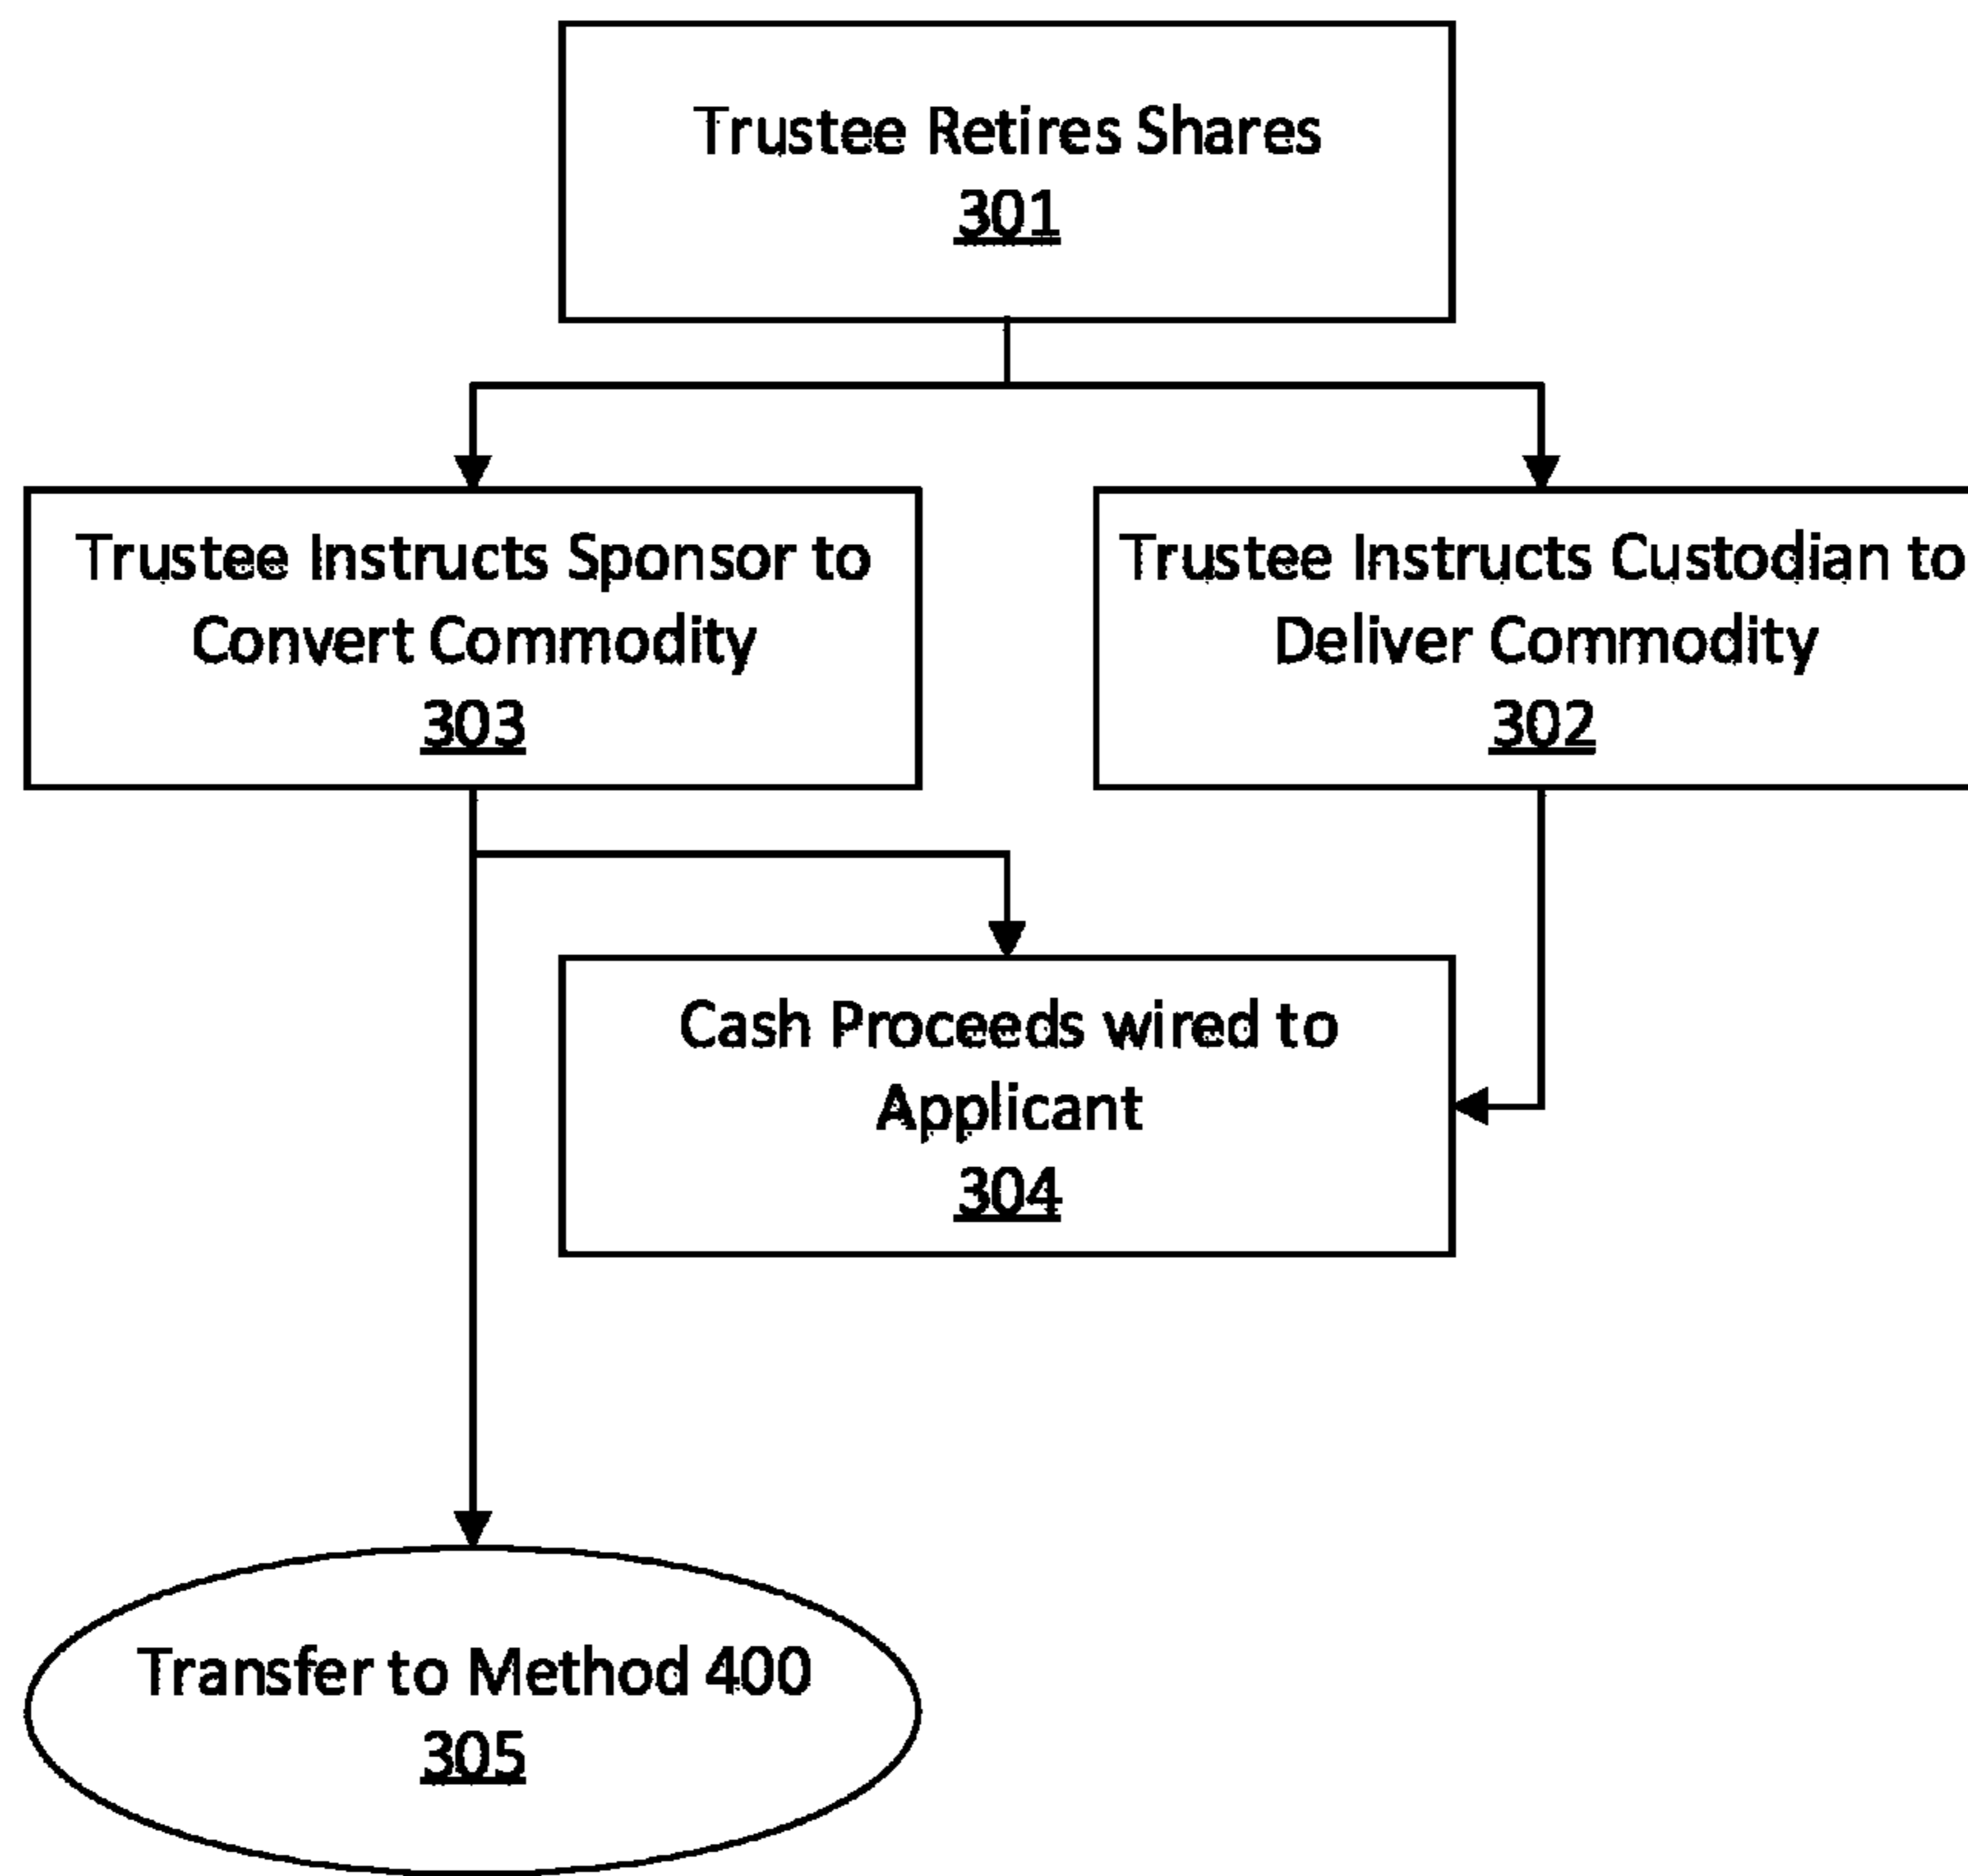 Trustee Retires Shares
301
Trustee Instructs Sponsor to
Convert Commodity
303
Trustee Instructs Custodian to
Deliver Commodity
302
Cash Proceeds wired to
Applicant
304
Transfer to Method 400
305